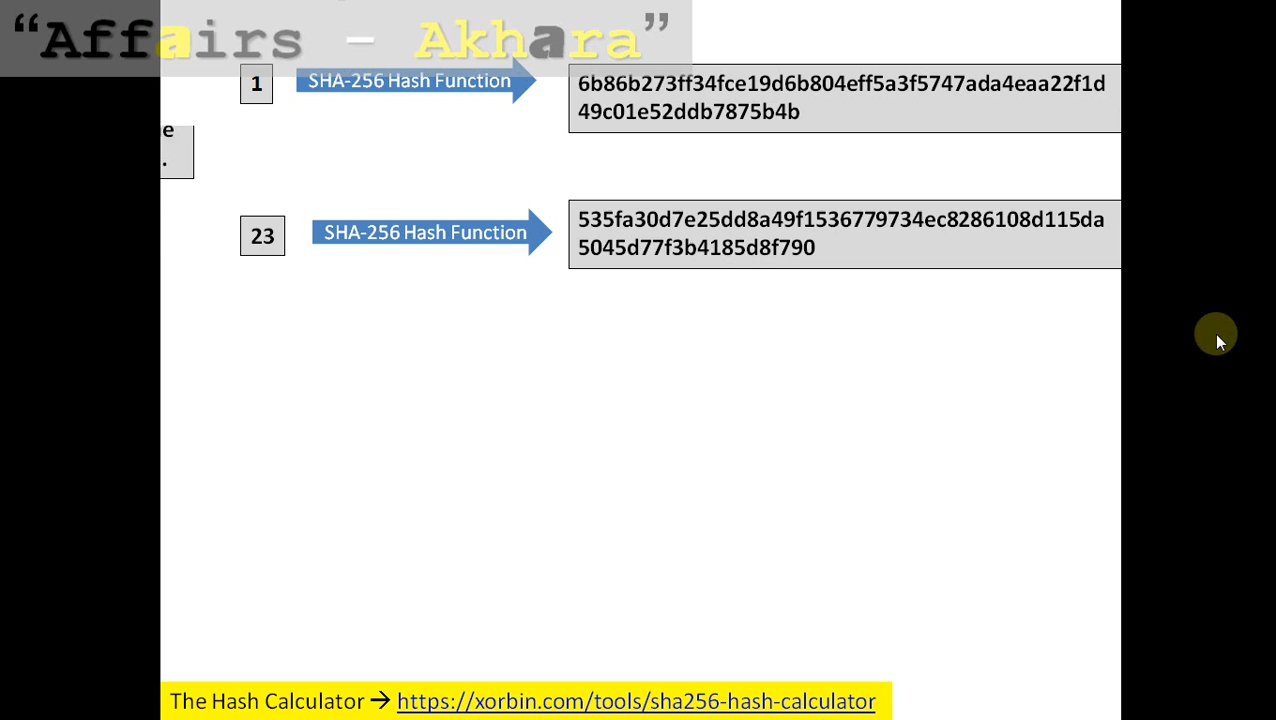 “Affairs – Akhara”
1
SHA-256 Hash Function
6b86b273ff34fce19d6b804eff5a3f5747ada4eaa22f1d
49c01e52ddb7875b4b
e
.
23
SHA-256 Hash Function
535fa30d7e25dd8a49f1536779734ec8286108d115da
5045d77f3b4185d8f790
The Hash Calculator → https://xorbin.com/tools/sha256-hash-calculator